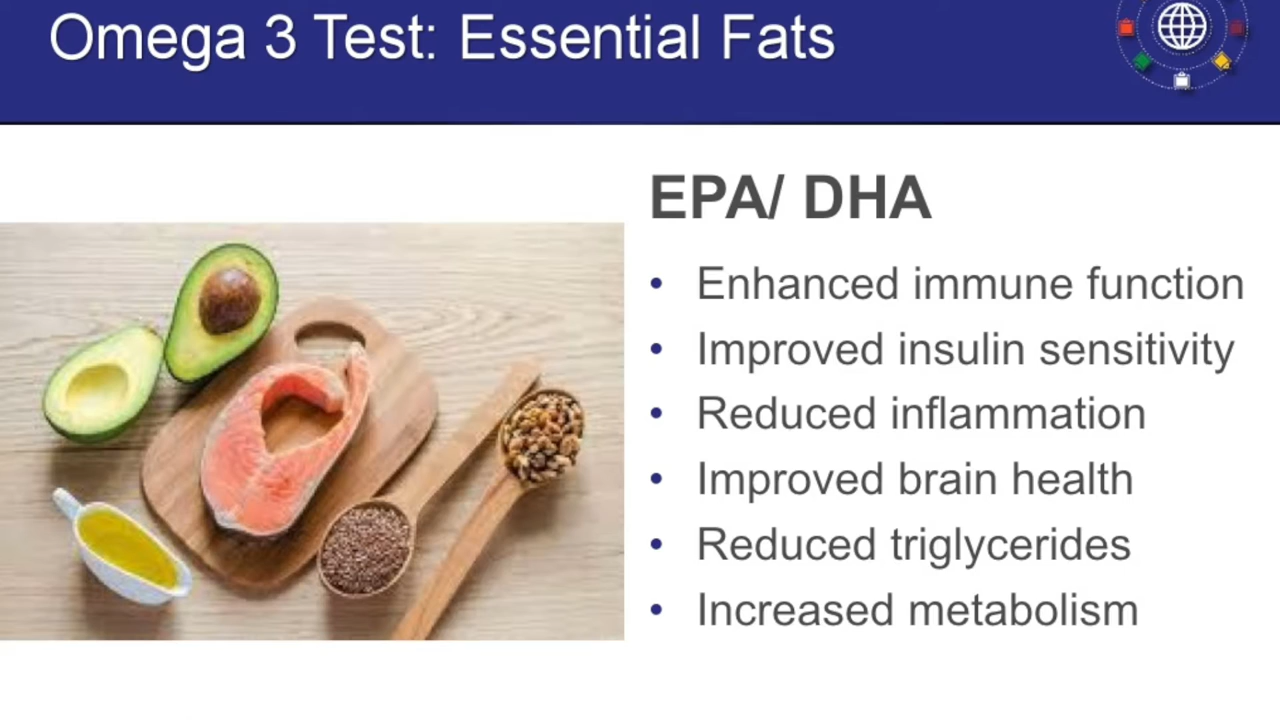 Omega 3 Test: Essential Fats
EPA/ DHA
• Enhanced immune function
• Improved insulin sensitivity
• Reduced inflammation
• Improved brain health
• Reduced triglycerides
• Increased metabolism